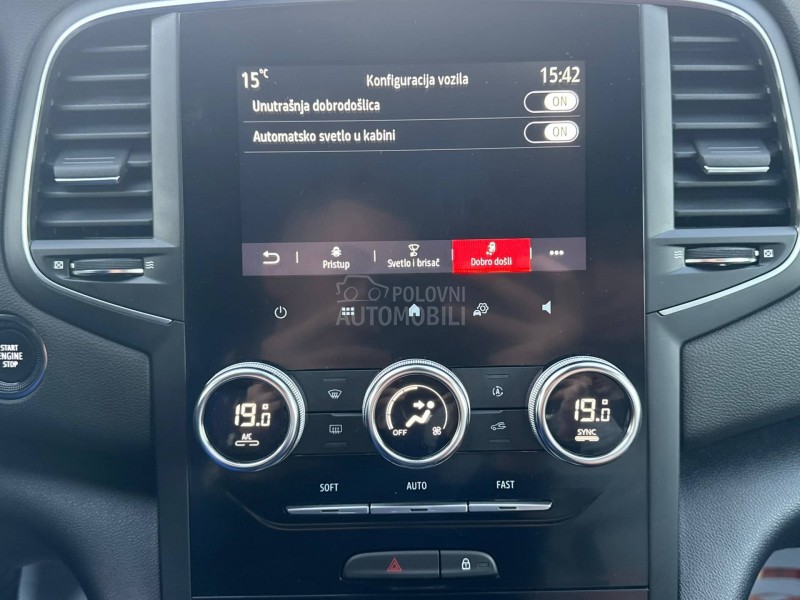 15°C Konfiguracija vozila 15:42
Unutrašnja dobrodošlica ON
Automatsko svetlo u kabini ON
Pristup Svetlo i brisač Dobro došli
POLOVNI
AUTOMOBILI
START
ENGINE
STOP
19.0 19.0
A/C OFF SYNC
SOFT AUTO FAST